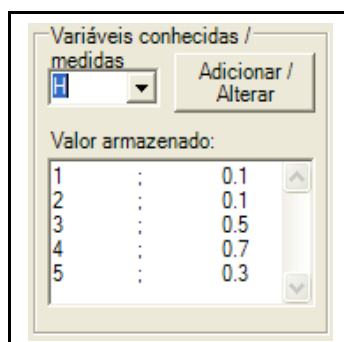 Variáveis conhecidas /
medidas
H
Adicionar /
Alterar
Valor armazenado:
1 ; 0.1
2 ; 0.1
3 ; 0.5
4 ; 0.7
5 ; 0.3